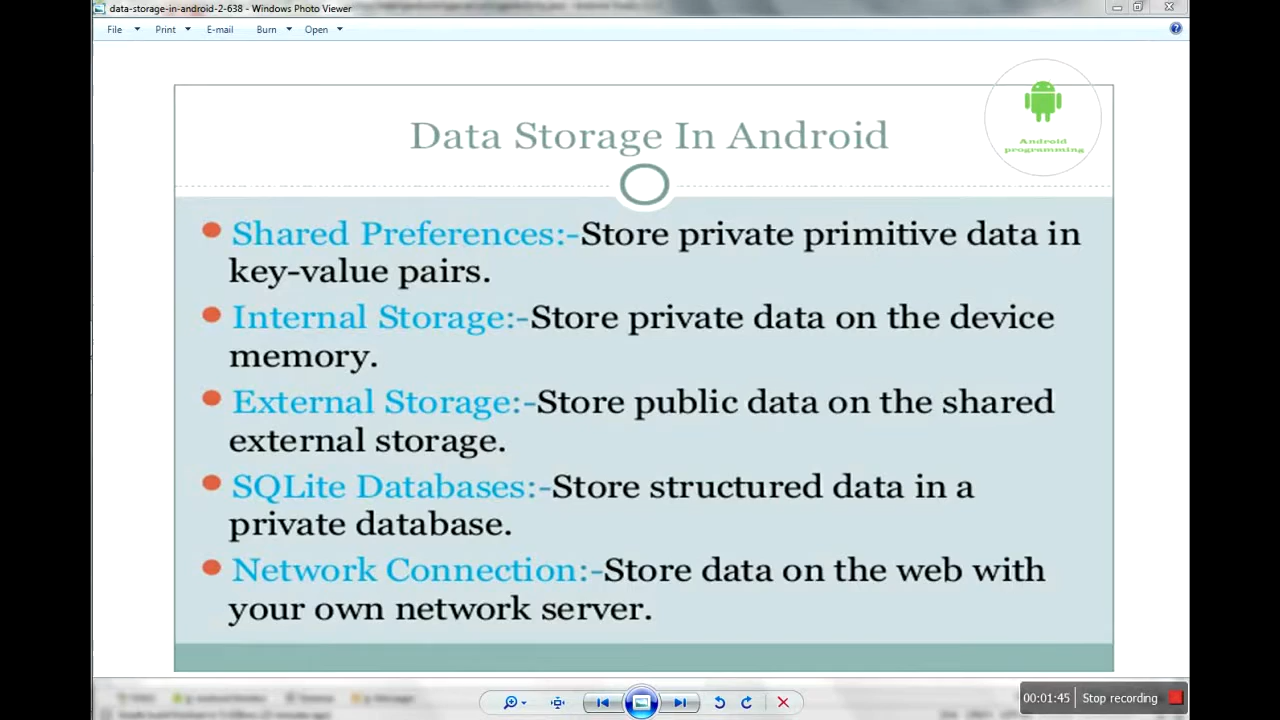 data-storage-in-android-2-638 - Windows Photo Viewer
File Print E-mail Burn Open
Data Storage In Android
Android
programming
Shared Preferences:-Store private primitive data in
key-value pairs.
Internal Storage:-Store private data on the device
memory.
External Storage:-Store public data on the shared
external storage.
SQLite Databases:-Store structured data in a
private database.
Network Connection:-Store data on the web with
your own network server.
00:01:45 Stop recording